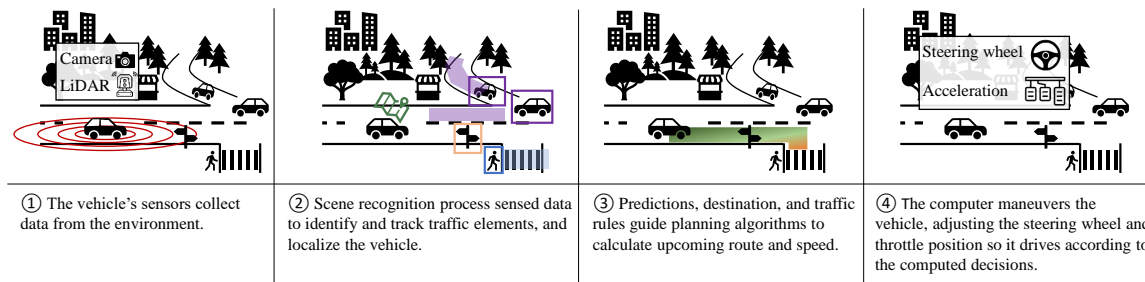 Camera
LiDAR
Steering wheel
Acceleration
① The vehicle’s sensors collect
data from the environment.
② Scene recognition process sensed data
to identify and track traffic elements, and
localize the vehicle.
③ Predictions, destination, and traffic
rules guide planning algorithms to
calculate upcoming route and speed.
④ The computer maneuvers the
vehicle, adjusting the steering wheel and
throttle position so it drives according to
the computed decisions.